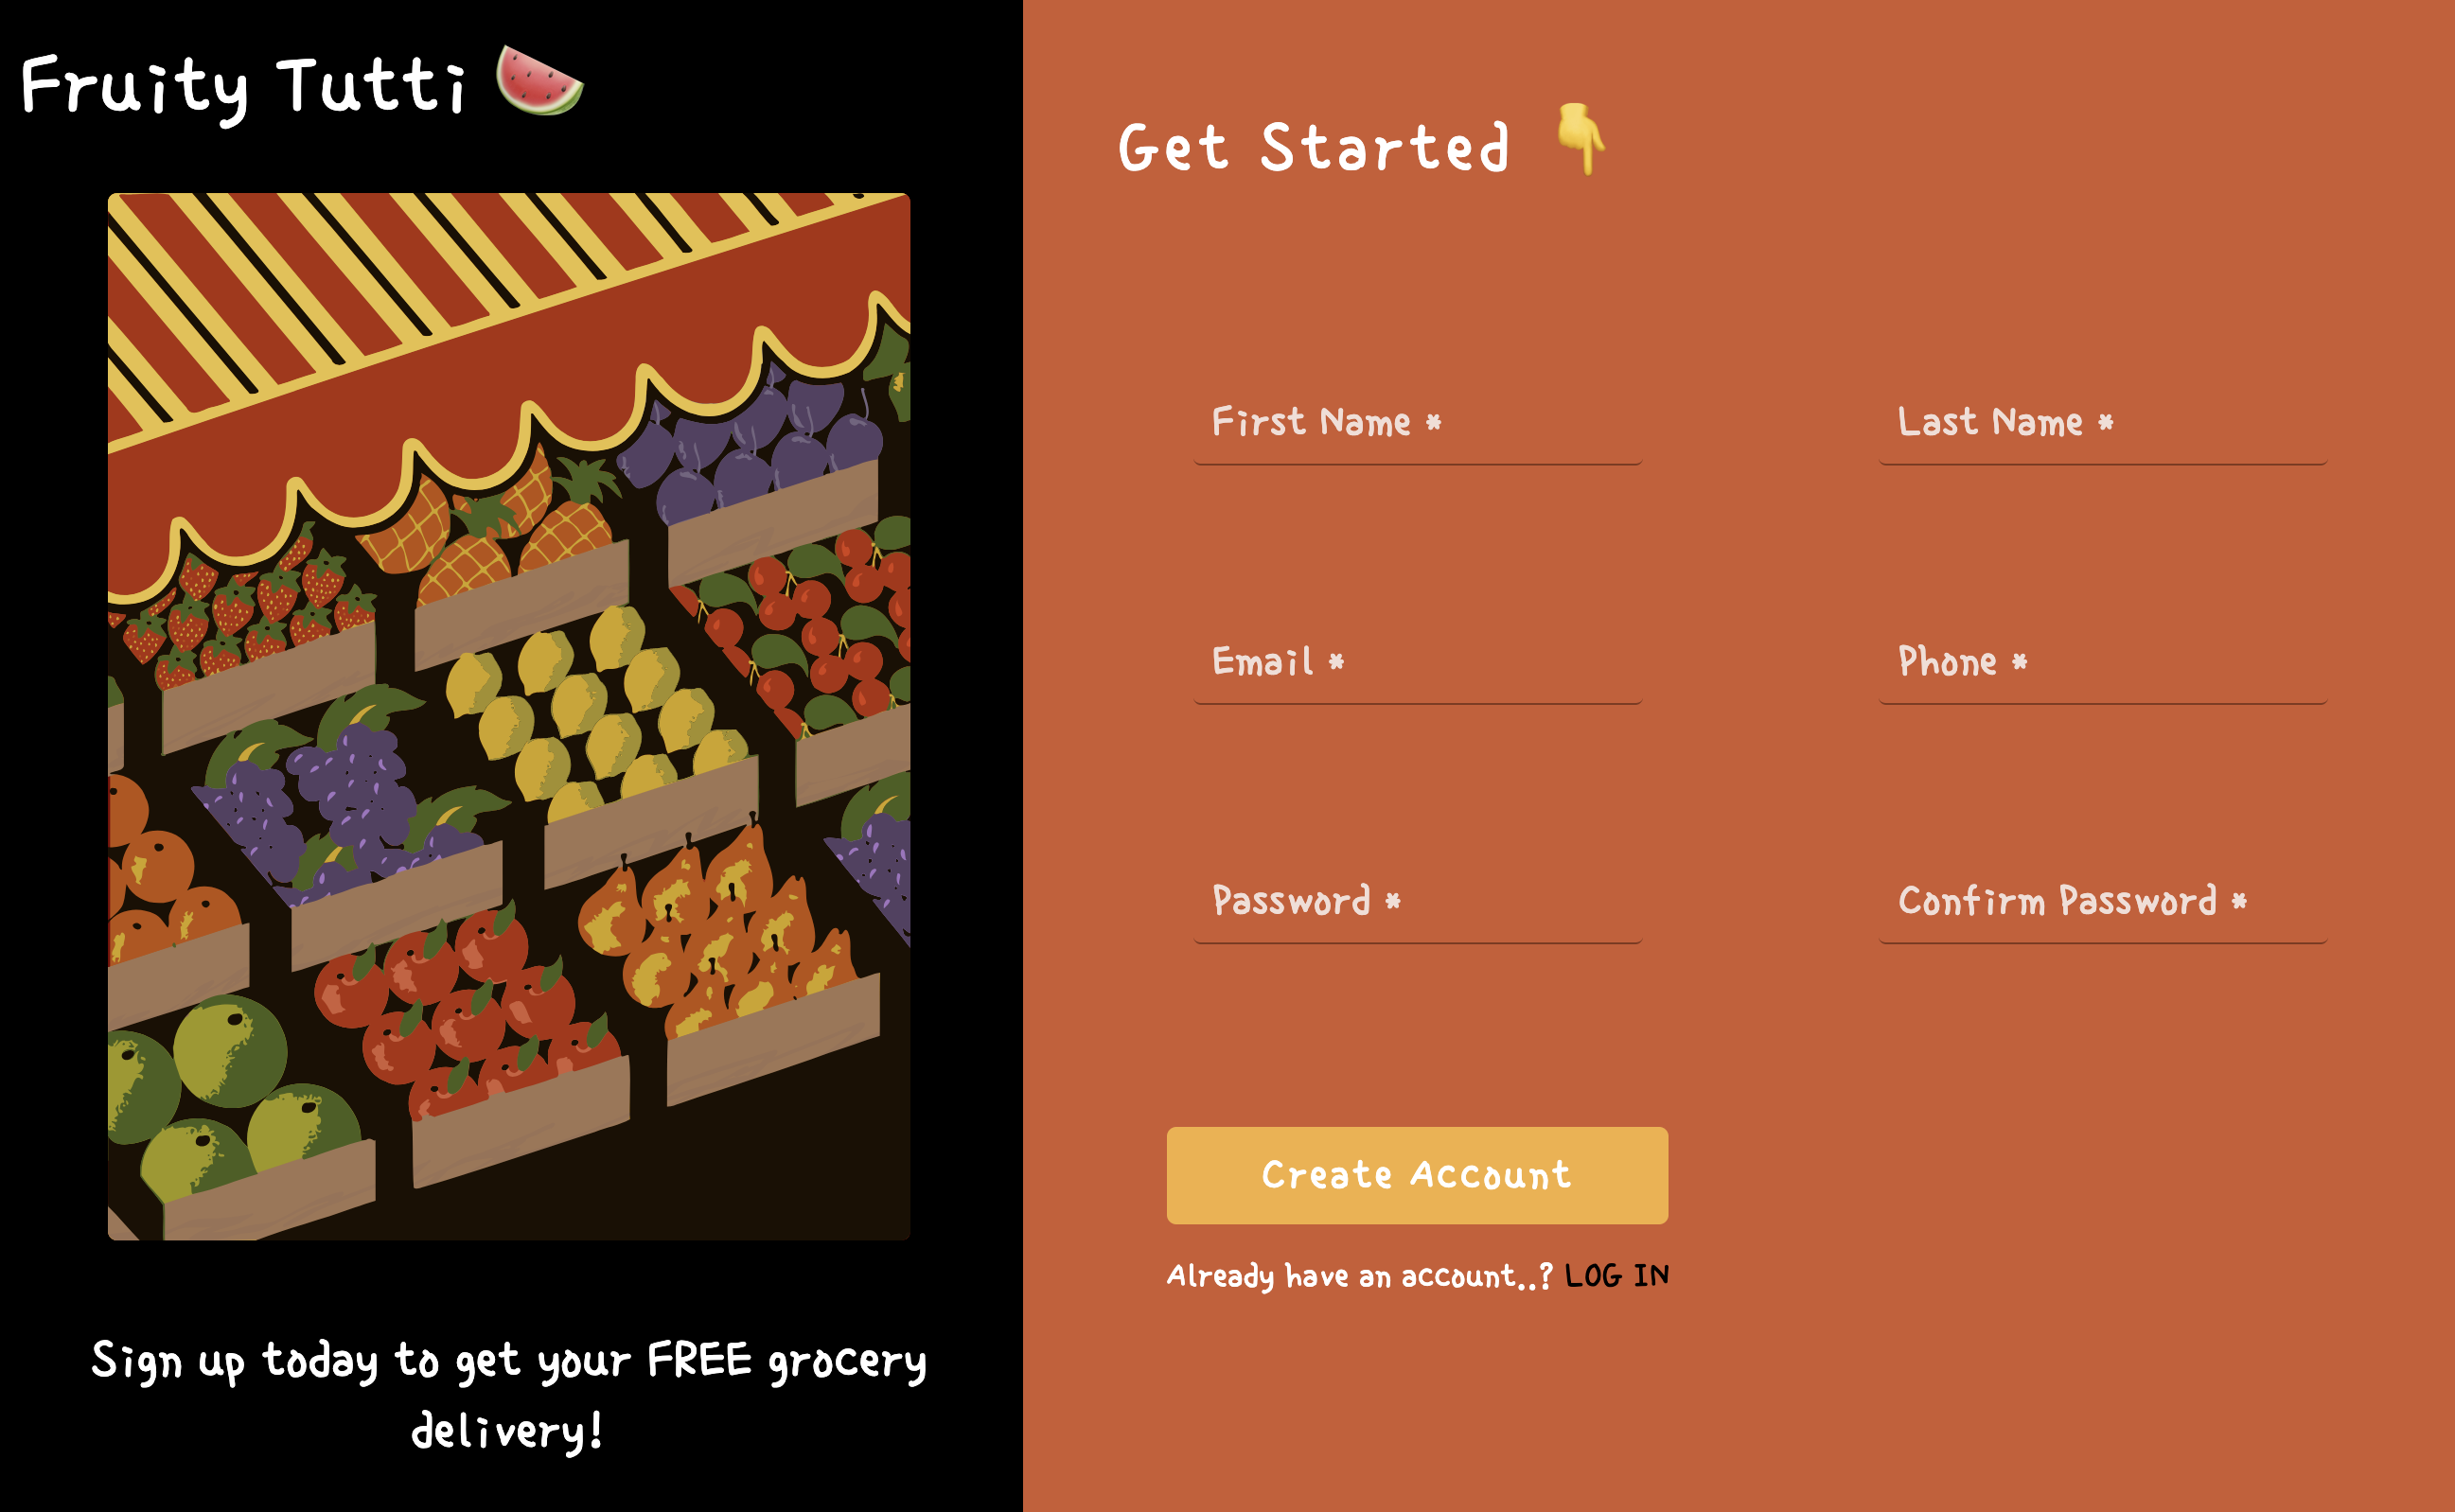 Fruity Tutti 🍉
Sign up today to get your FREE grocery
delivery!
Get Started 👇
First Name *
Last Name *
Email *
Phone *
Password *
Confirm Password *
Create Account
Already have an account..? LOG IN